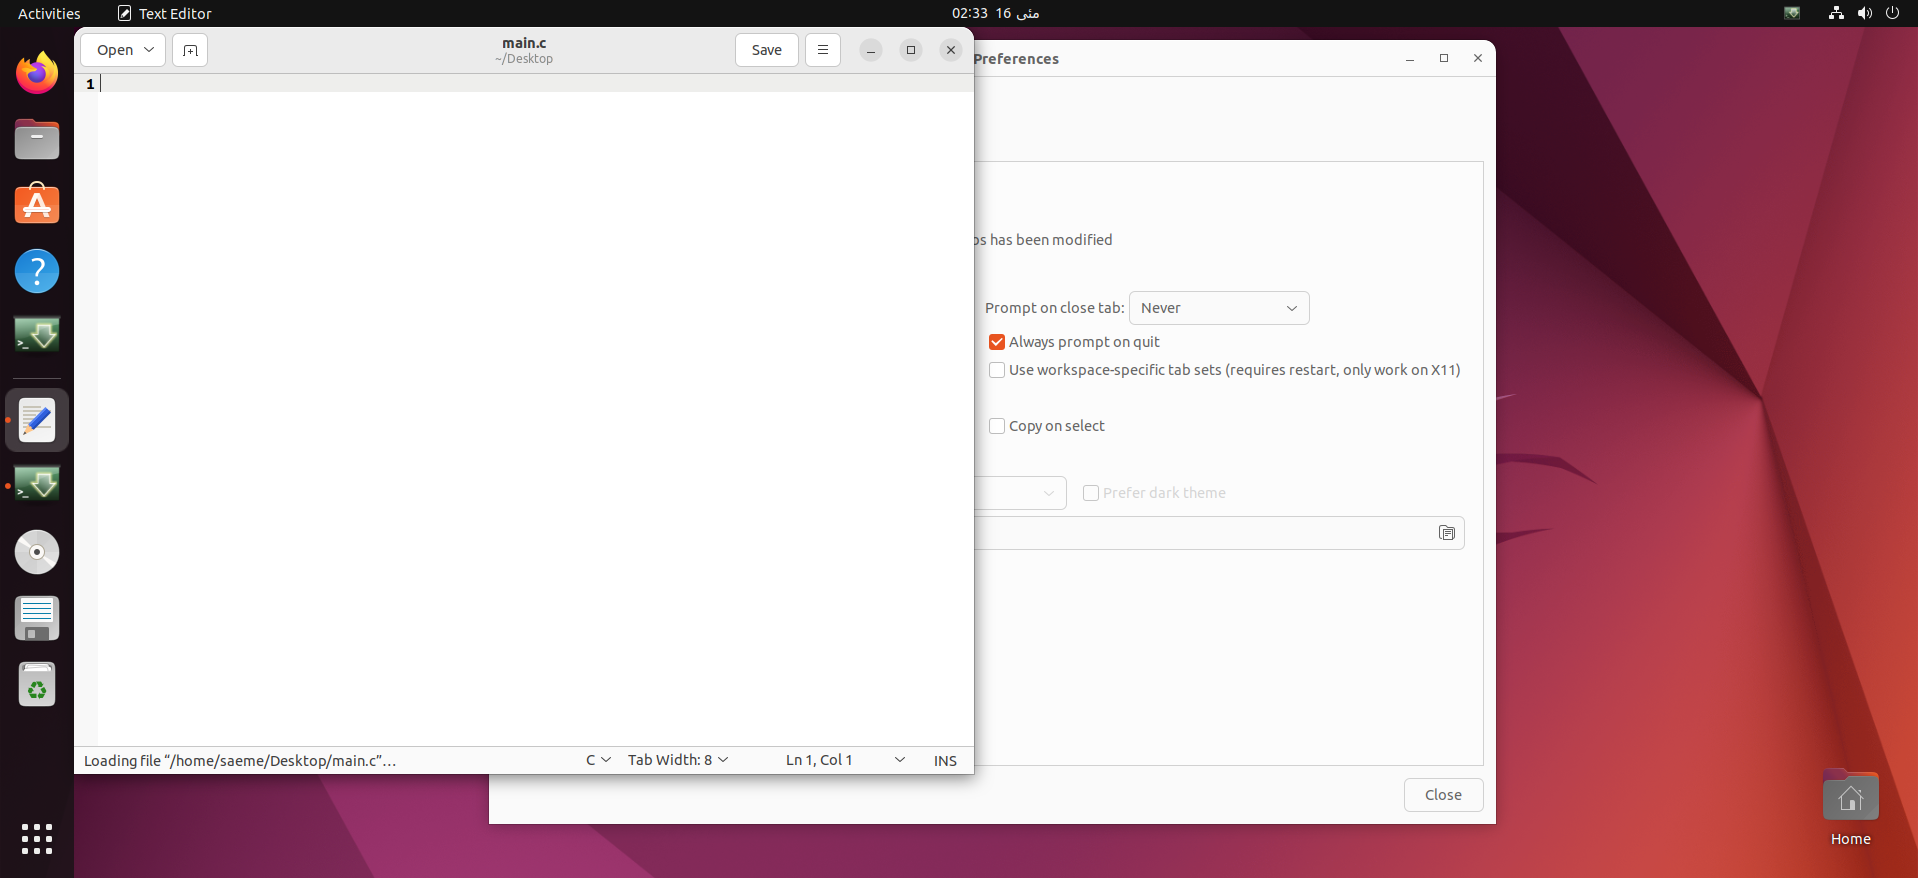 Activities
Text Editor
02:33 16 مئی
Open
main.c
~/Desktop
Save
Preferences
1
ps has been modified
Prompt on close tab:
Never
Always prompt on quit
Use workspace-specific tab sets (requires restart, only work on X11)
Copy on select
Prefer dark theme
Loading file “/home/saeme/Desktop/main.c”…
C
Tab Width: 8
Ln 1, Col 1
INS
Close
Home